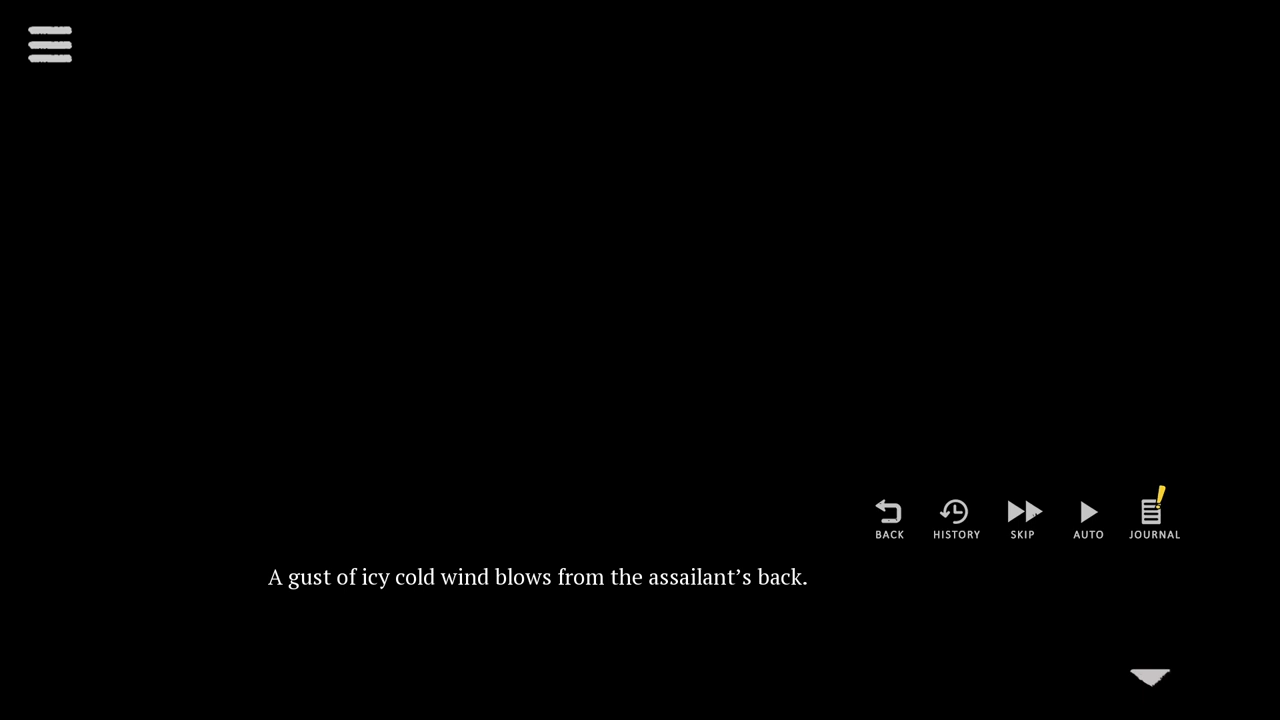 BACK HISTORY SKIP AUTO JOURNAL
A gust of icy cold wind blows from the assailant’s back.